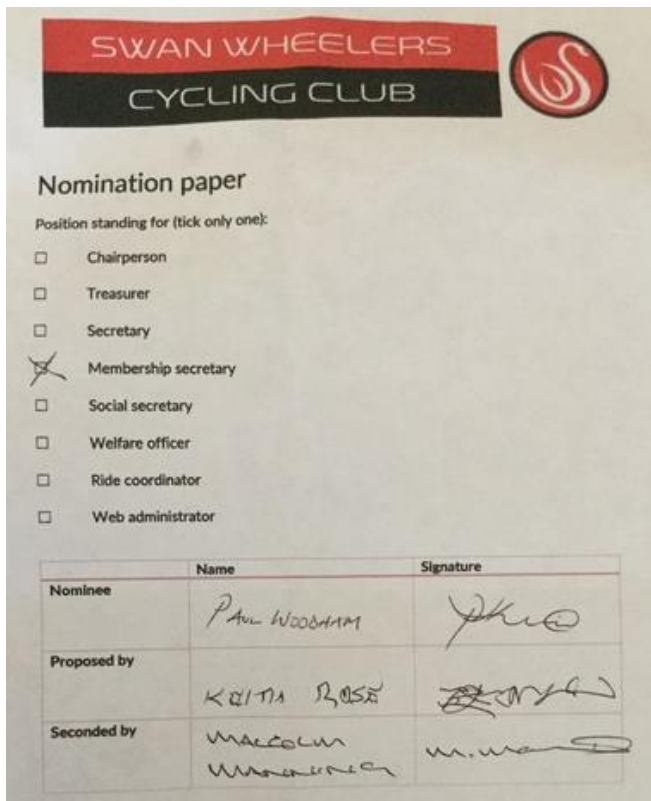 SWAN WHEELERS
CYCLING CLUB
Nomination paper
Position standing for (tick only one):
Chairperson
Treasurer
Secretary
Membership secretary
Social secretary
Welfare officer
Ride coordinator
Web administrator
Name Signature
Nominee PAUL WOODHAM
Proposed by KEITH ROSE
Seconded by MALCOLM
MANNING